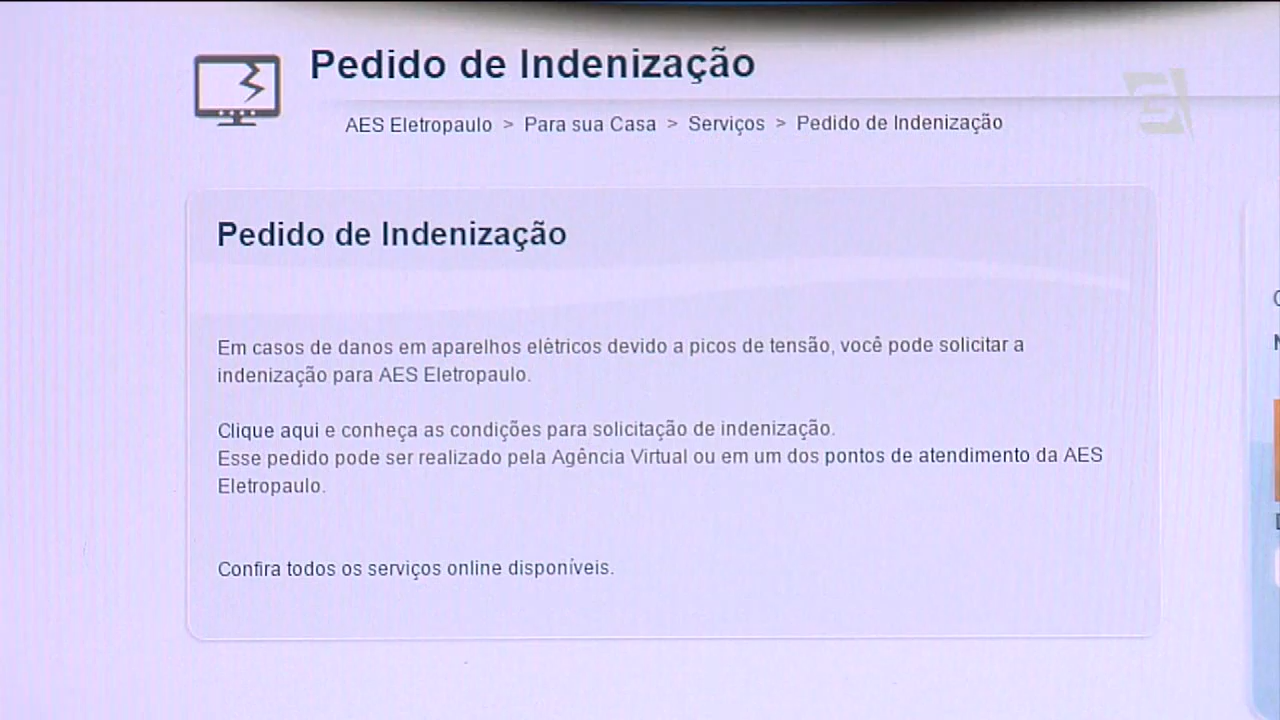 Pedido de Indenização
AES Eletropaulo > Para sua Casa > Serviços > Pedido de Indenização
Pedido de Indenização
Em casos de danos em aparelhos elétricos devido a picos de tensão, você pode solicitar a
indenização para AES Eletropaulo.
Clique aqui e conheça as condições para solicitação de indenização.
Esse pedido pode ser realizado pela Agência Virtual ou em um dos pontos de atendimento da AES
Eletropaulo.
Confira todos os serviços online disponíveis.